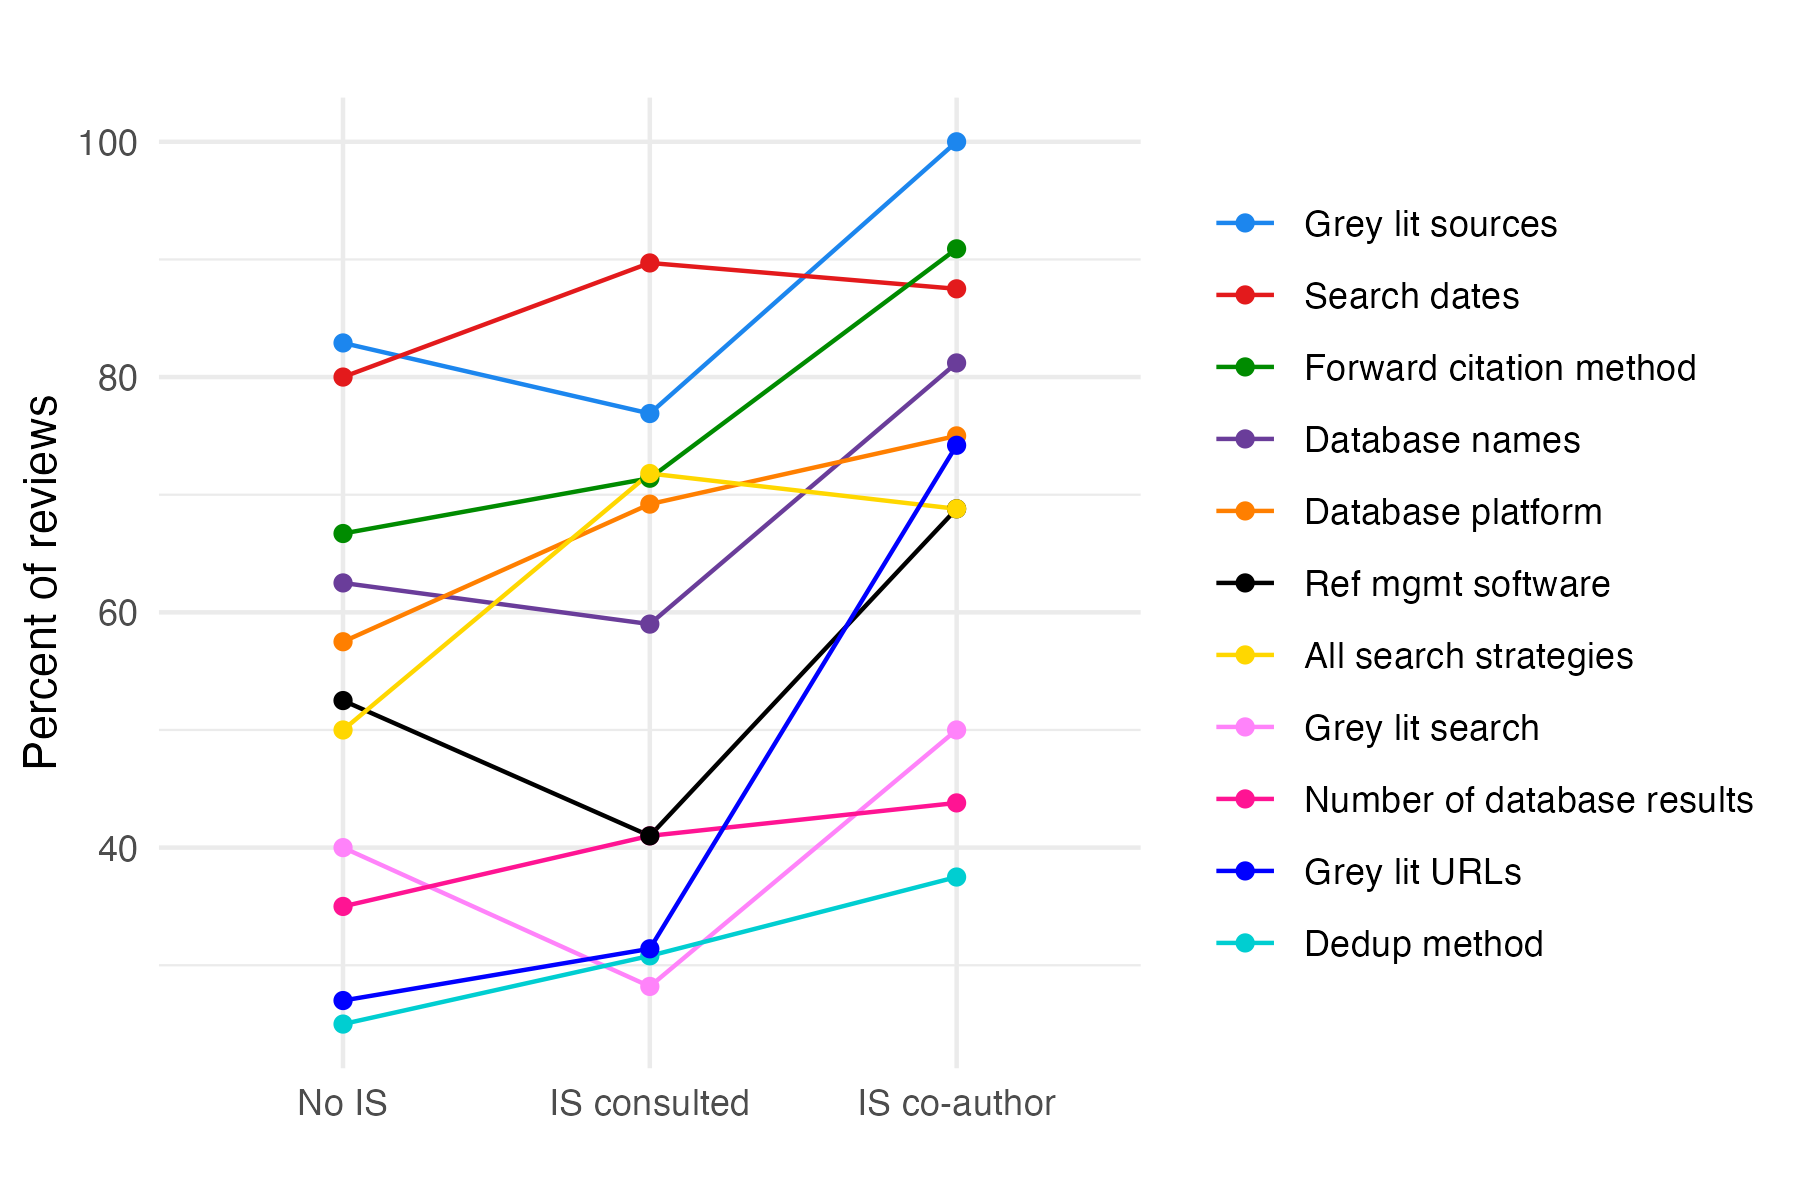 Percent of reviews
100
80
60
40
No IS
IS consulted
IS co-author
Grey lit sources
Search dates
Forward citation method
Database names
Database platform
Ref mgmt software
All search strategies
Grey lit search
Number of database results
Grey lit URLs
Dedup method